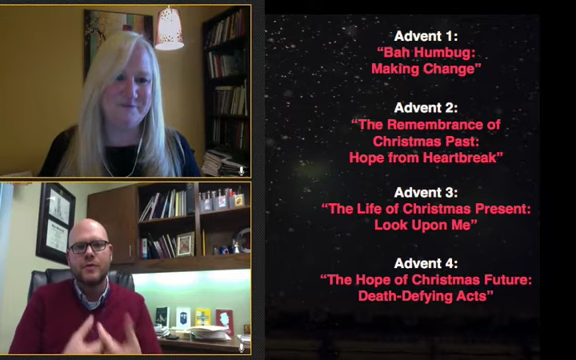 Advent 1:
“Bah Humbug:
Making Change”
Advent 2:
“The Remembrance of
Christmas Past:
Hope from Heartbreak”
Advent 3:
“The Life of Christmas Present:
Look Upon Me”
Advent 4:
“The Hope of Christmas Future:
Death-Defying Acts”